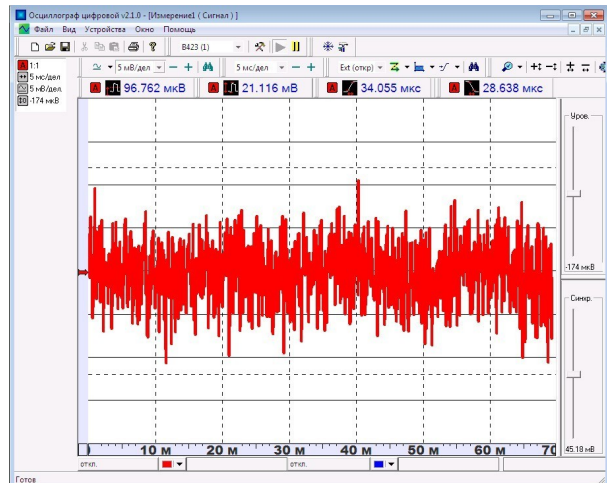 Осциллограф цифровой v2.1.0 - [Измерение1 ( Сигнал ) ]
Файл Вид Устройства Окно Помощь
B423 (1)
A 1:1
5 мс/дел
5 мВ/дел.
-174 мкВ
5 мВ/дел
5 мс/дел
Ext (откр)
A 96.762 мкВ A 21.116 мВ A 34.055 мкс A 28.638 мкс
Уров.
-174 мкВ
Синхр.
45.18 мВ
10 м 20 м 30 м 40 м 50 м 60 м 70
откл. откл.
Готов